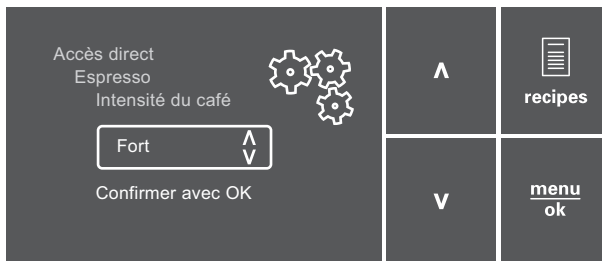 Accès direct
Espresso
Intensité du café
Fort
Confirmer avec OK
recipes
menu
ok